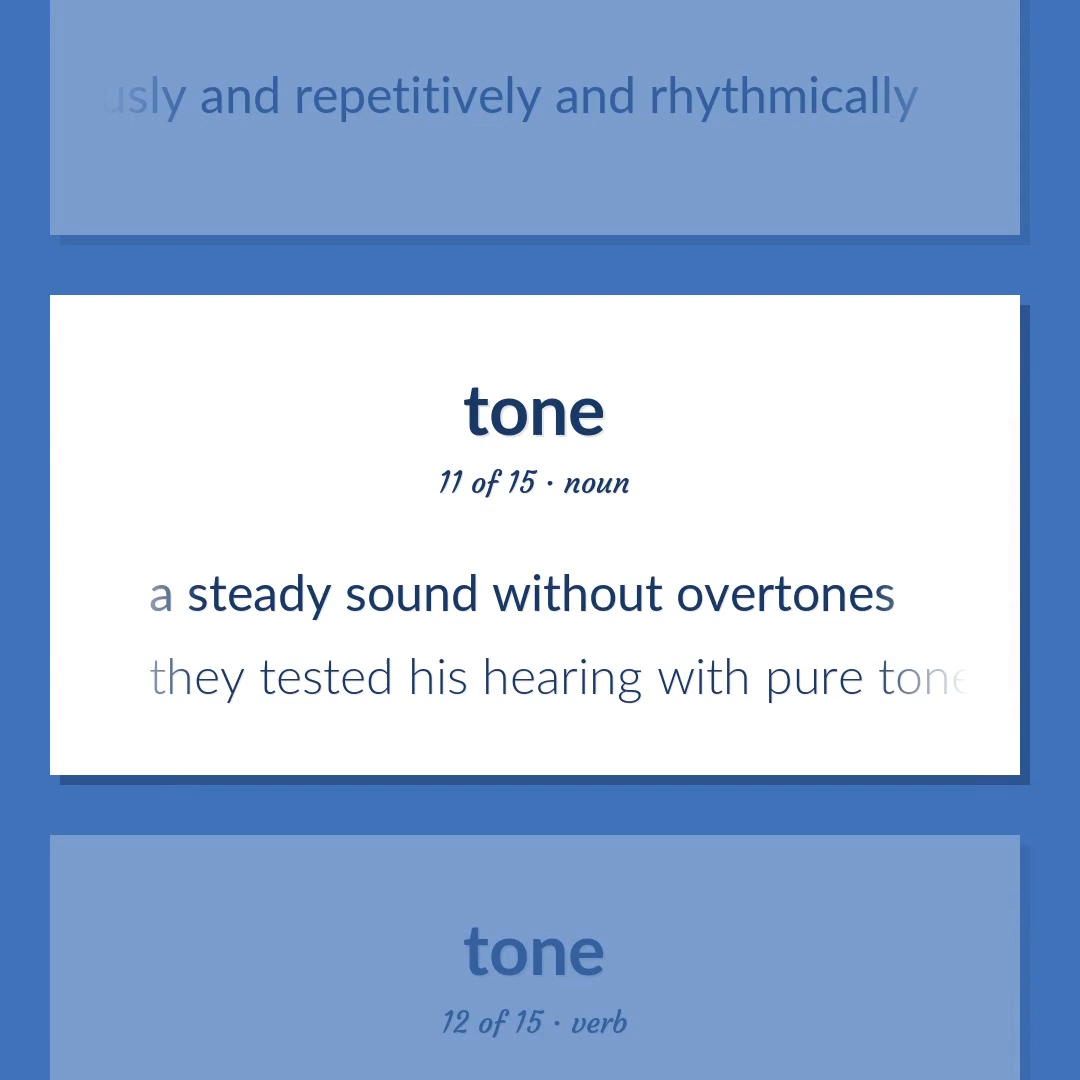 and repetitively and rhythmically
tone
11 of 15 · noun
a steady sound without overtones
they tested his hearing with pure tone
tone
12 of 15 · verb